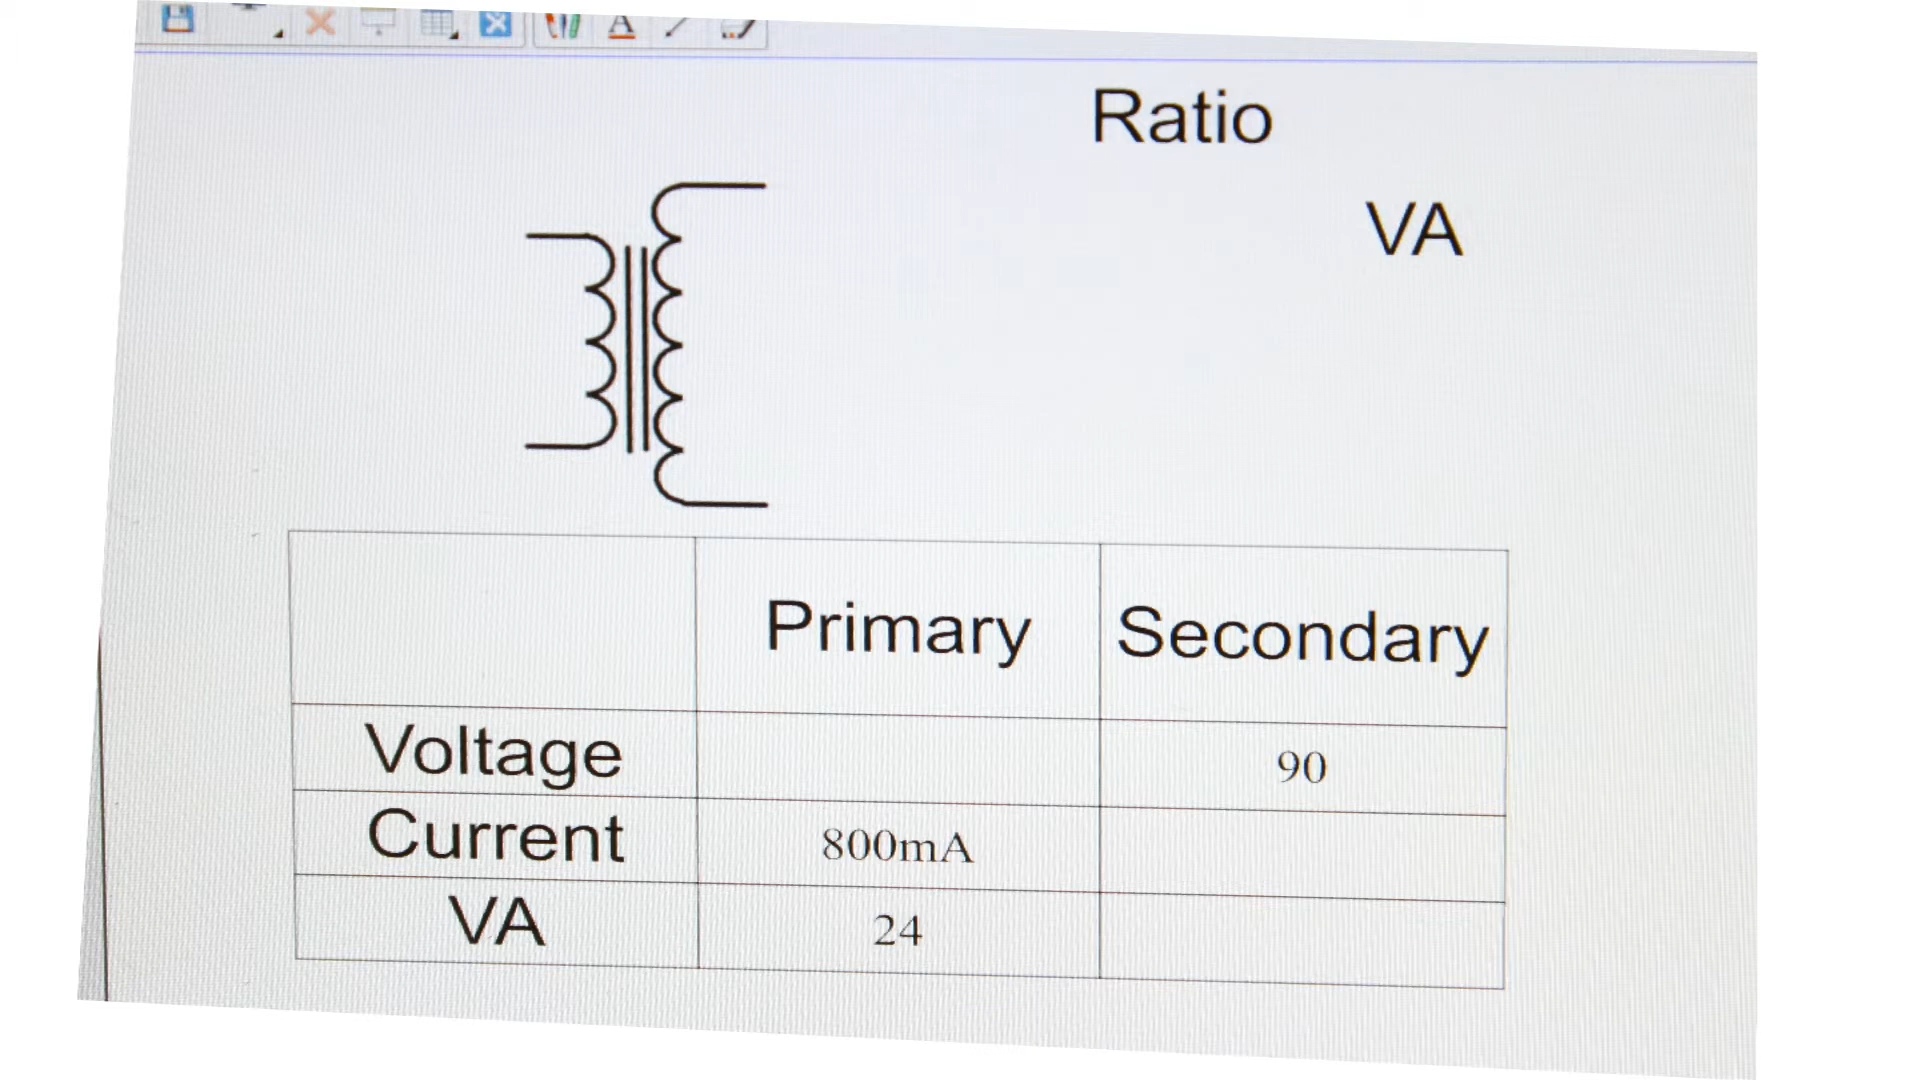 Ratio
VA
Primary Secondary
Voltage 90
Current 800mA
VA 24